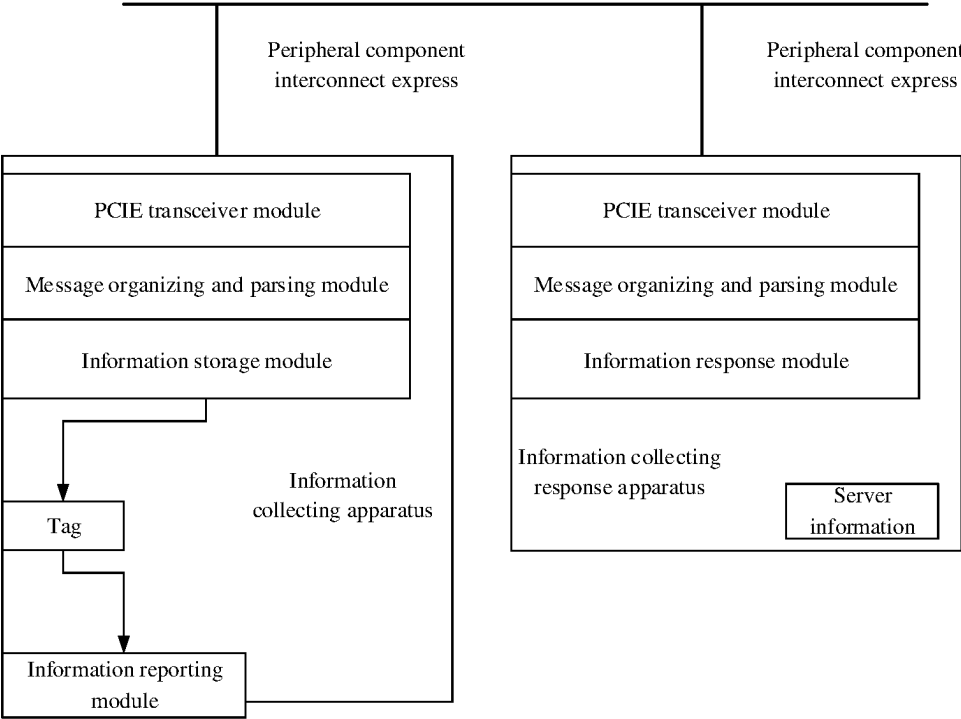 Peripheral component
interconnect express
Peripheral component
interconnect express
PCIE transceiver module
Message organizing and parsing module
Information storage module
Information
collecting apparatus
Tag
Information reporting
module
PCIE transceiver module
Message organizing and parsing module
Information response module
Information collecting
response apparatus
Server
information